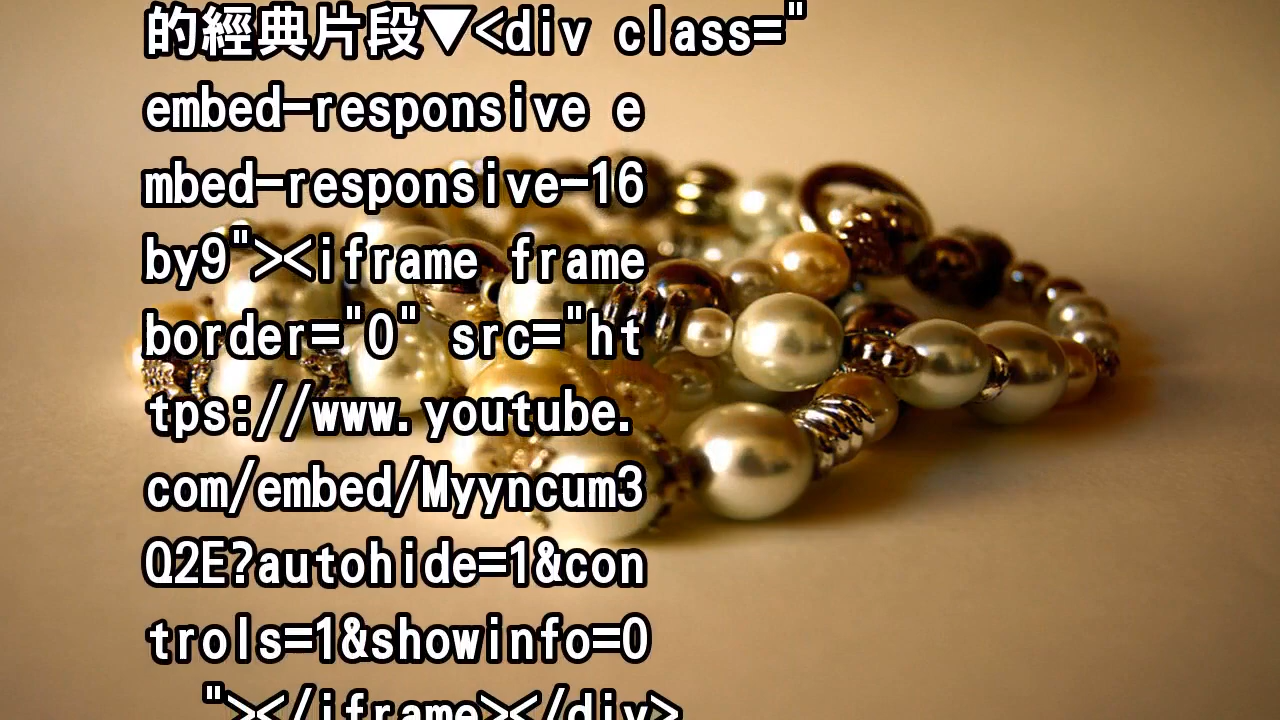 的經典片段▼<div class="
embed-responsive e
mbed-responsive-16
by9"><iframe frame
border="0" src="ht
tps://www.youtube.
com/embed/Myyncum3
Q2E?autohide=1&con
trols=1&showinfo=0
"></iframe></div>